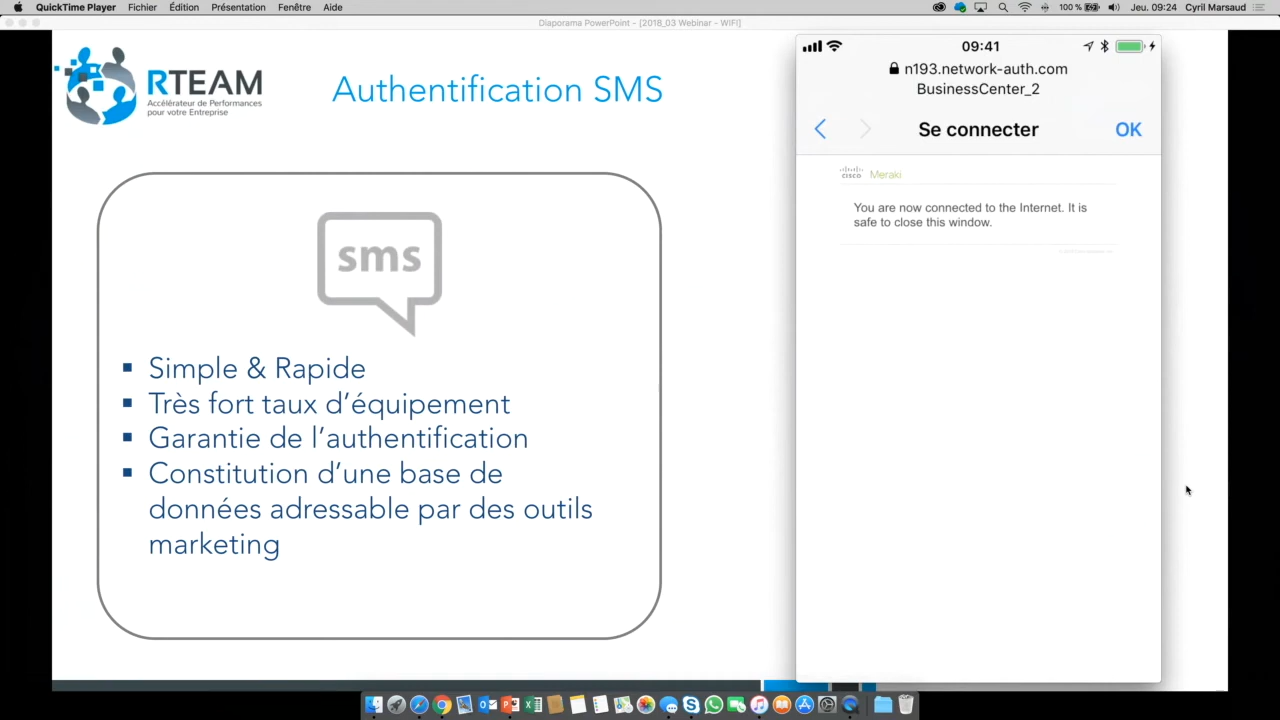 QuickTime Player Fichier Édition Présentation Fenêtre Aide 100 % Jeu. 09:24 Cyril Marsaud
Diaporama PowerPoint - [2018_03 Webinar - WIFI]
RTEAM
Accélérateur de Performances
pour votre Entreprise
Authentification SMS
sms
▪ Simple & Rapide
▪ Très fort taux d’équipement
▪ Garantie de l’authentification
▪ Constitution d’une base de
données adressable par des outils
marketing
09:41
n193.network-auth.com
BusinessCenter_2
Se connecter OK
CISCO Meraki
You are now connected to the Internet. It is
safe to close this window.